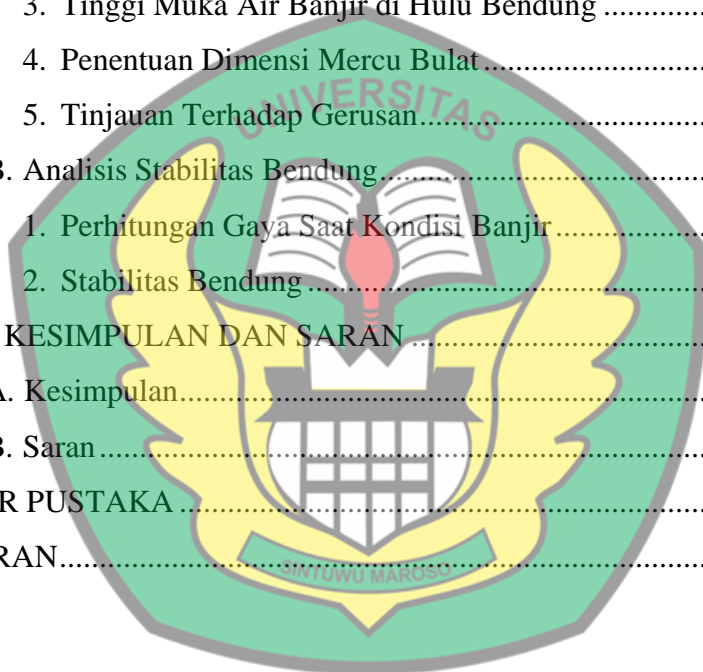 3. Tinggi Muka Air Banjir di Hulu Bendung ..........
4. Penentuan Dimensi Mercu Bulat ..........
UNIVERSITAS
5. Tinjauan Terhadap Gerusan..........
B. Analisis Stabilitas Bendung..........
1. Perhitungan Gaya Saat Kondisi Banjir ..........
2. Stabilitas Bendung ..........
KESIMPULAN DAN SARAN ..........
A. Kesimpulan..........
B. Saran ..........
R PUSTAKA ..........
RAN..........
SINTUWU MAROSO